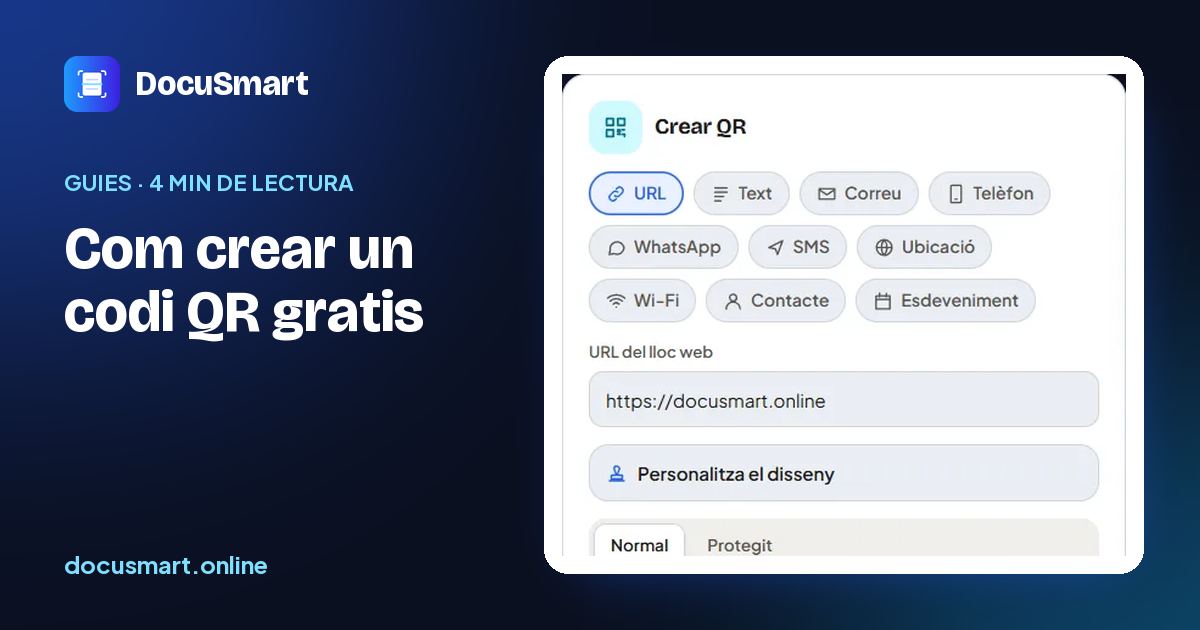 DocuSmart
GUIES · 4 MIN DE LECTURA
Com crear un
codi QR gratis
docusmart.online
Crear QR
URL Text Correu Telèfon
WhatsApp SMS Ubicació
Wi-Fi Contacte Esdeveniment
URL del lloc web
https://docusmart.online
Personalitza el disseny
Normal Protegit